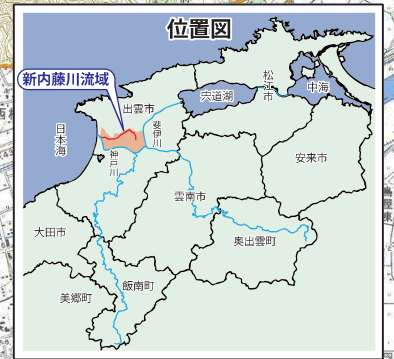 位置図
新内藤川流域
出雲市
宍道湖
松江市
中海
日本海
斐伊川
神戸川
安来市
雲南市
大田市
奥出雲町
飯南町
美郷町